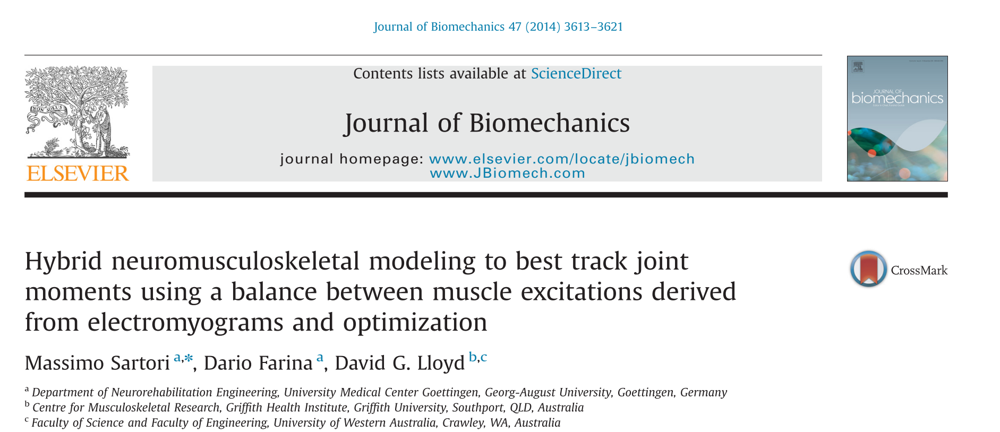 Journal of Biomechanics 47 (2014) 3613–3621
Contents lists available at ScienceDirect
Journal of Biomechanics
journal homepage: www.elsevier.com/locate/jbiomech
www.JBiomech.com
NON SOLUS
ELSEVIER
JOURNAL OF
biomechanics
Hybrid neuromusculoskeletal modeling to best track joint
moments using a balance between muscle excitations derived
from electromyograms and optimization
CrossMark
Massimo Sartori a,*, Dario Farina a, David G. Lloyd b,c
a Department of Neurorehabilitation Engineering, University Medical Center Goettingen, Georg-August University, Goettingen, Germany
b Centre for Musculoskeletal Research, Griffith Health Institute, Griffith University, Southport, QLD, Australia
c Faculty of Science and Faculty of Engineering, University of Western Australia, Crawley, WA, Australia